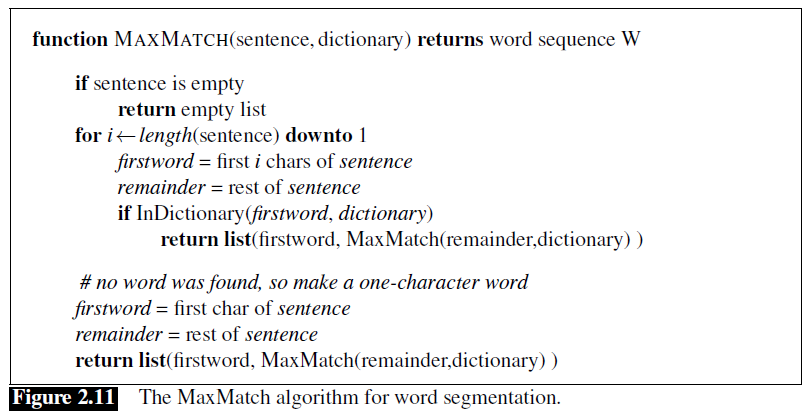 function MAXMATCH(sentence, dictionary) returns word sequence W
if sentence is empty
return empty list
for i←length(sentence) downto 1
firstword = first i chars of sentence
remainder = rest of sentence
if InDictionary(firstword, dictionary)
return list(firstword, MaxMatch(remainder,dictionary) )
# no word was found, so make a one-character word
firstword = first char of sentence
remainder = rest of sentence
return list(firstword, MaxMatch(remainder,dictionary) )
Figure 2.11 The MaxMatch algorithm for word segmentation.